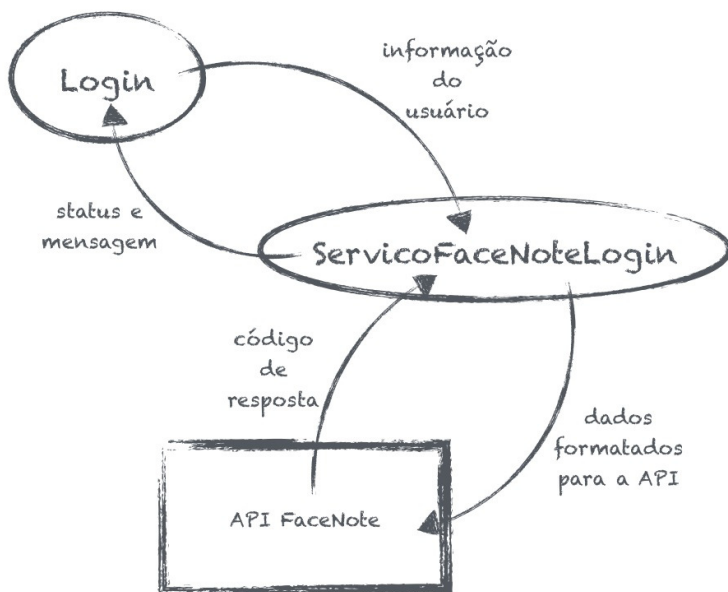 Login
informação
do
usuário
status e
mensagem
ServicoFaceNoteLogin
código
de
resposta
dados
formatados
para a API
API FaceNote